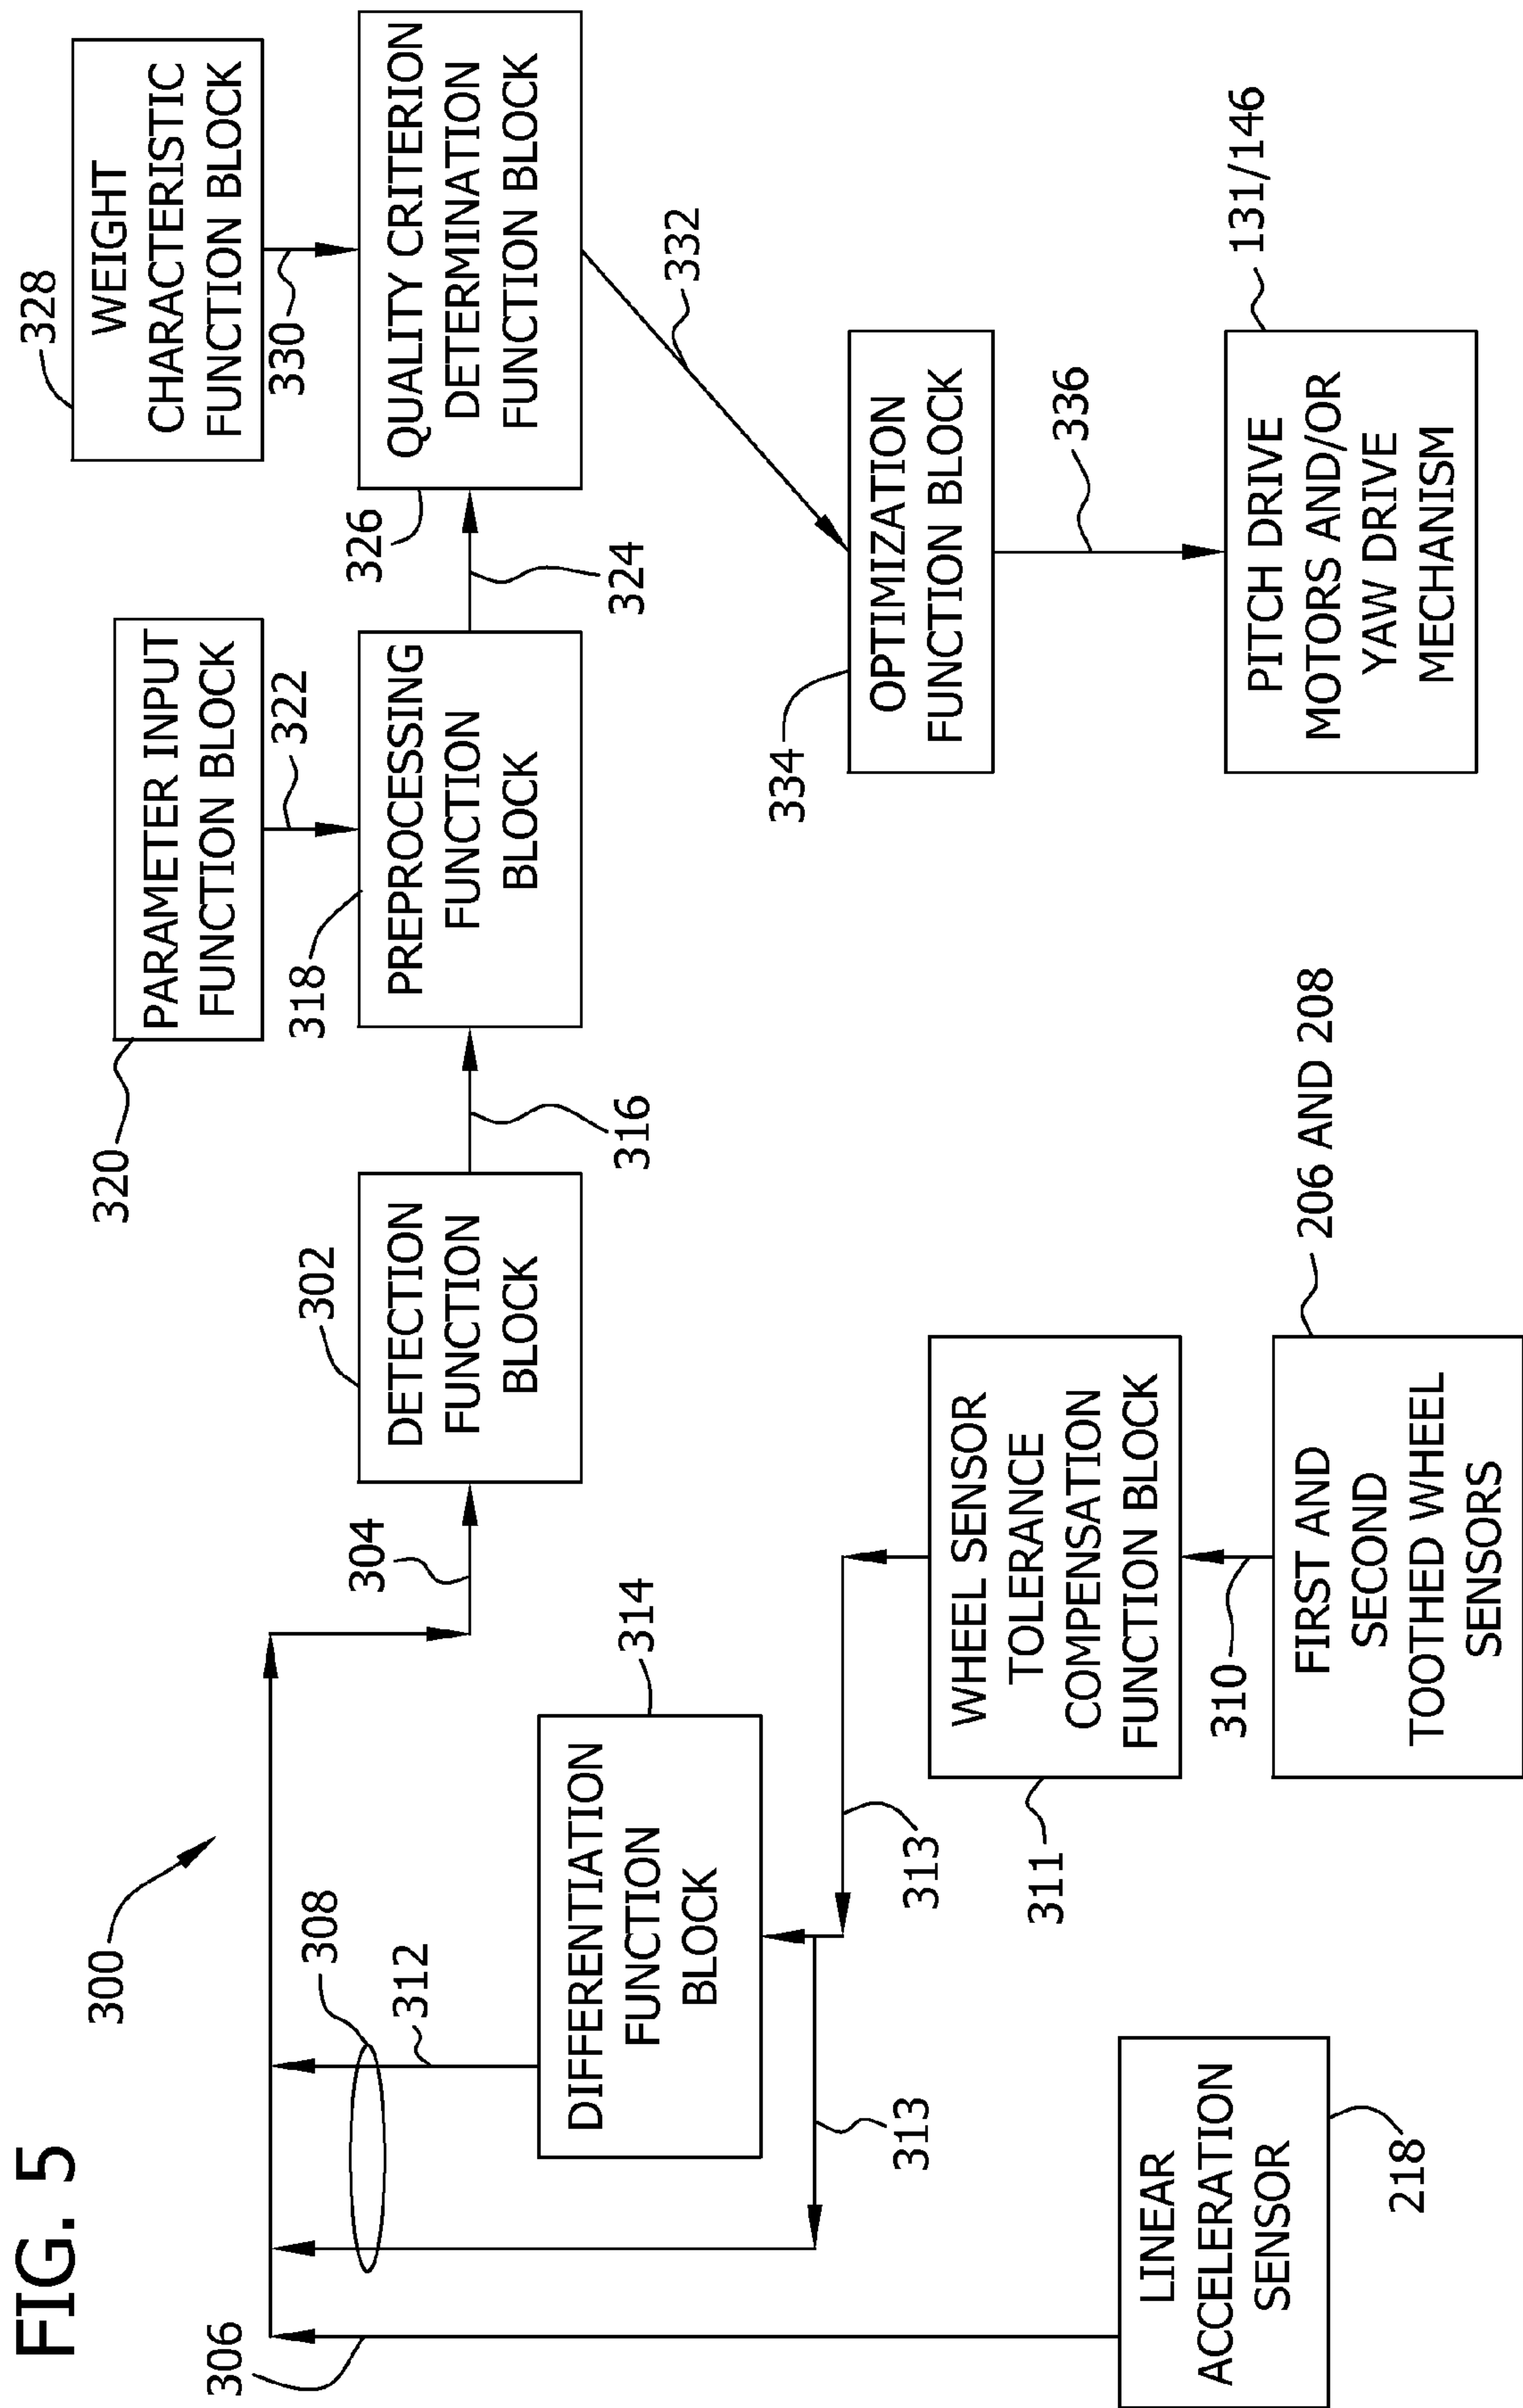 FIG. 5
300
306
308
312
DIFFERENTIATION
FUNCTION
BLOCK
314
313
313
LINEAR
ACCELERATION
SENSOR
218
WHEEL SENSOR
TOLERANCE
COMPENSATION
FUNCTION BLOCK
311
310
FIRST AND
SECOND
TOOTHED WHEEL
SENSORS
206 AND 208
304
302
DETECTION
FUNCTION
BLOCK
316
320
PARAMETER INPUT
FUNCTION BLOCK
322
318
PREPROCESSING
FUNCTION
BLOCK
324
328
WEIGHT
CHARACTERISTIC
FUNCTION BLOCK
330
326
QUALITY CRITERION
DETERMINATION
FUNCTION BLOCK
332
334
OPTIMIZATION
FUNCTION BLOCK
336
PITCH DRIVE
MOTORS AND/OR
YAW DRIVE
MECHANISM
131/146